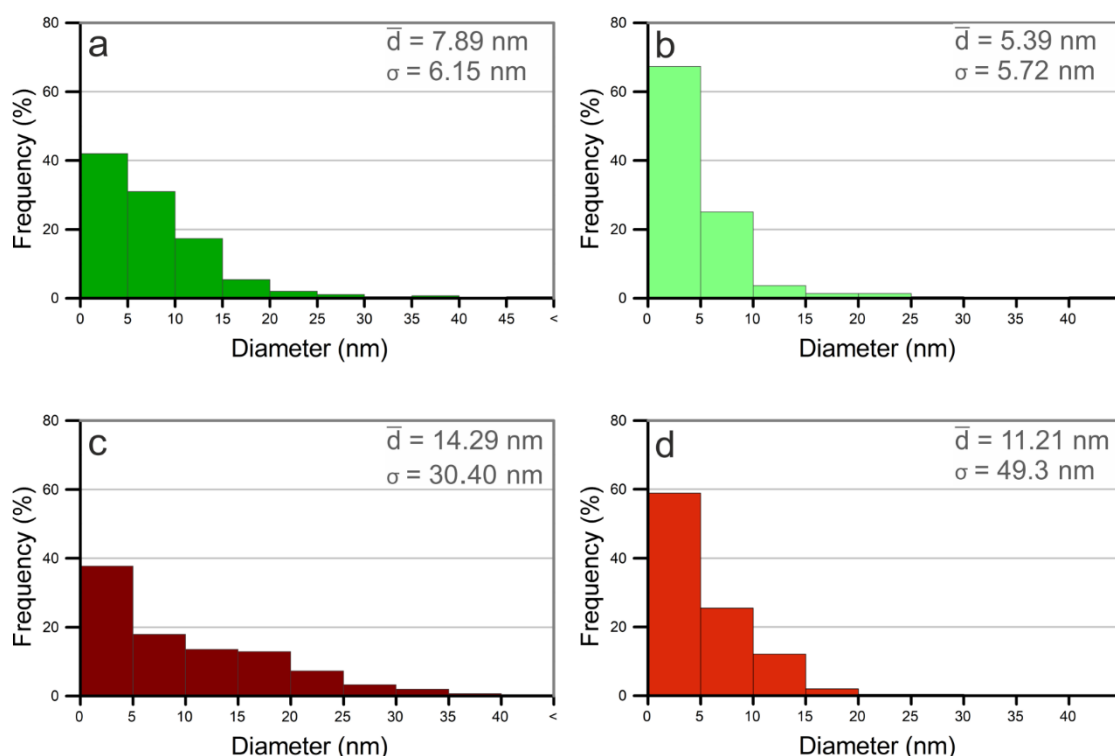 a
d̅ = 7.89 nm
σ = 6.15 nm
80
60
40
20
0
Frequency (%)
0 5 10 15 20 25 30 35 40 45 <
Diameter (nm)
b
d̅ = 5.39 nm
σ = 5.72 nm
80
60
40
20
0
Frequency (%)
0 5 10 15 20 25 30 35 40
Diameter (nm)
c
d̅ = 14.29 nm
σ = 30.40 nm
80
60
40
20
0
Frequency (%)
0 5 10 15 20 25 30 35 40 <
Diameter (nm)
d
d̅ = 11.21 nm
σ = 49.3 nm
80
60
40
20
0
Frequency (%)
0 5 10 15 20 25 30 35 40
Diameter (nm)